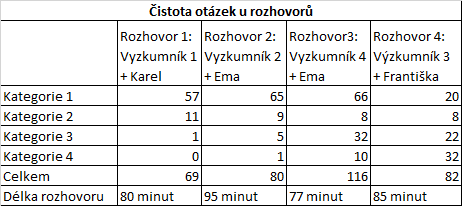 Čistota otázek u rozhovorů
Rozhovor 1: Rozhovor 2: Rozhovor3: Rozhovor 4:
Vyzkumník 1 Vyzkumník 2 Vyzkumník 4 Výzkumník 3
+ Karel + Ema + Ema + Františka
Kategorie 1 57 65 66 20
Kategorie 2 11 9 8 8
Kategorie 3 1 5 32 22
Kategorie 4 0 1 10 32
Celkem 69 80 116 82
Délka rozhovoru 80 minut 95 minut 77 minut 85 minut